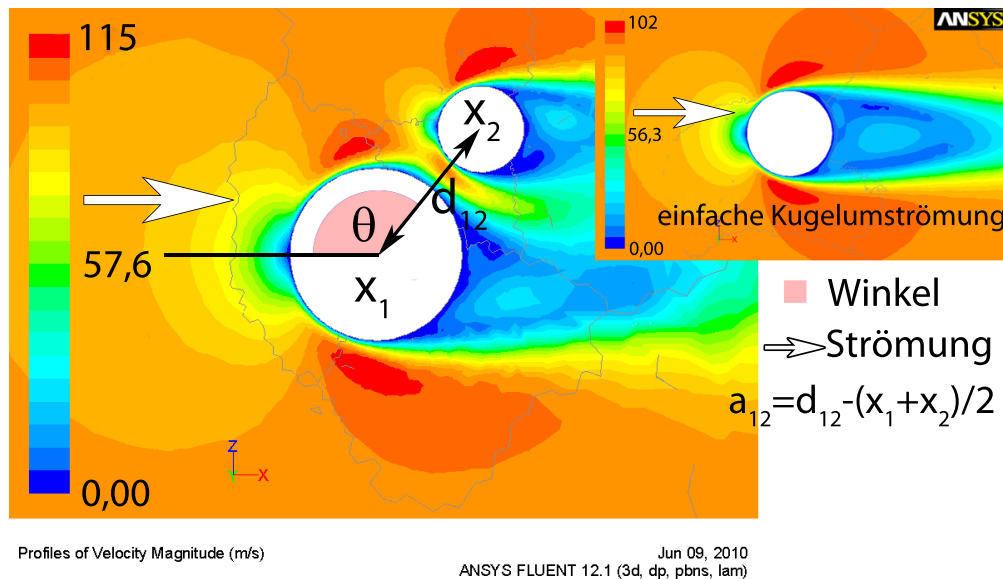 115
57,6
0,00
θ
x₁
x₂
d₁₂
Z
Y
X
ANSYS
102
56,3
0,00
x
einfache Kugelumströmung
Winkel
Strömung
a₁₂=d₁₂-(x₁+x₂)/2
Profiles of Velocity Magnitude (m/s)
Jun 09, 2010
ANSYS FLUENT 12.1 (3d, dp, pbns, lam)